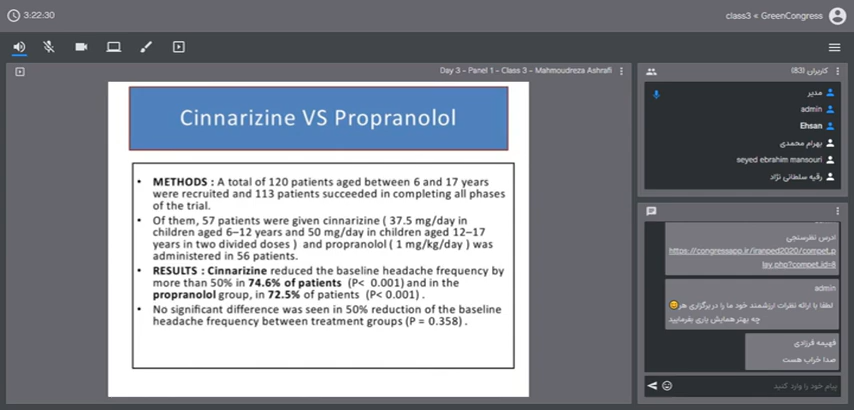 3:22:30
class3 < GreenCongress
Day 3 - Panel 1 - Class 3 - Mahmoudreza Ashrafi
Cinnarizine VS Propranolol
• METHODS : A total of 120 patients aged between 6 and 17 years
were recruited and 113 patients succeeded in completing all phases
of the trial.
• Of them, 57 patients were given cinnarizine ( 37.5 mg/day in
children aged 6–12 years and 50 mg/day in children aged 12–17
years in two divided doses ) and propranolol ( 1 mg/kg/day ) was
administered in 56 patients.
• RESULTS : Cinnarizine reduced the baseline headache frequency by
more than 50% in 74.6% of patients (P< 0.001) and in the
propranolol group, in 72.5% of patients (P< 0.001) .
• No significant difference was seen in 50% reduction of the baseline
headache frequency between treatment groups (P = 0.358) .
کاربران (83)
مدیر
admin
Ehsan
بهرام محمدی
seyed ebrahim mansouri
رقیه سلطانی نژاد
ادرس نظرسنجی
https://congressapp.ir/iranped2020/compet_p
lay.php?compet_id=8
admin
لطفا با ارائه نظرات ارزشمند خود ما را در برگزاری هر
چه بهتر همایش یاری بفرمایید
فهیمه فرزادی
صدا خراب هست
پیام خود را وارد کنید